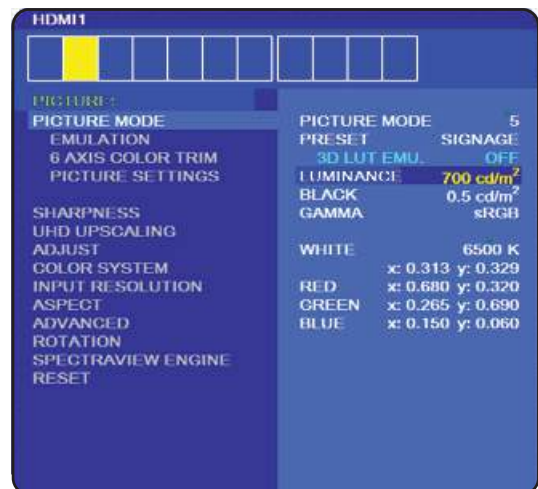 HDMI1
PICTURE:
PICTURE MODE
EMULATION
6 AXIS COLOR TRIM
PICTURE SETTINGS
SHARPNESS
UHD UPSCALING
ADJUST
COLOR SYSTEM
INPUT RESOLUTION
ASPECT
ADVANCED
ROTATION
SPECTRAVIEW ENGINE
RESET
PICTURE MODE 5
PRESET SIGNAGE
3D LUT EMU. OFF
LUMINANCE 700 cd/m²
BLACK 0.5 cd/m²
GAMMA sRGB
WHITE 6500 K
x: 0.313 y: 0.329
RED x: 0.680 y: 0.320
GREEN x: 0.265 y: 0.690
BLUE x: 0.150 y: 0.060